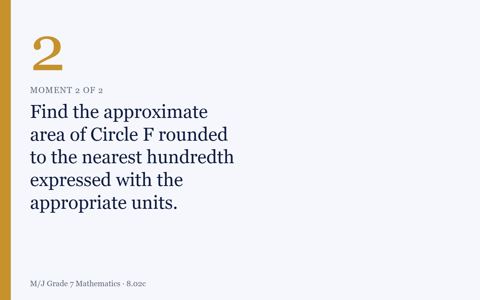 2
MOMENT 2 OF 2
Find the approximate
area of Circle F rounded
to the nearest hundredth
expressed with the
appropriate units.
M/J Grade 7 Mathematics · 8.02c